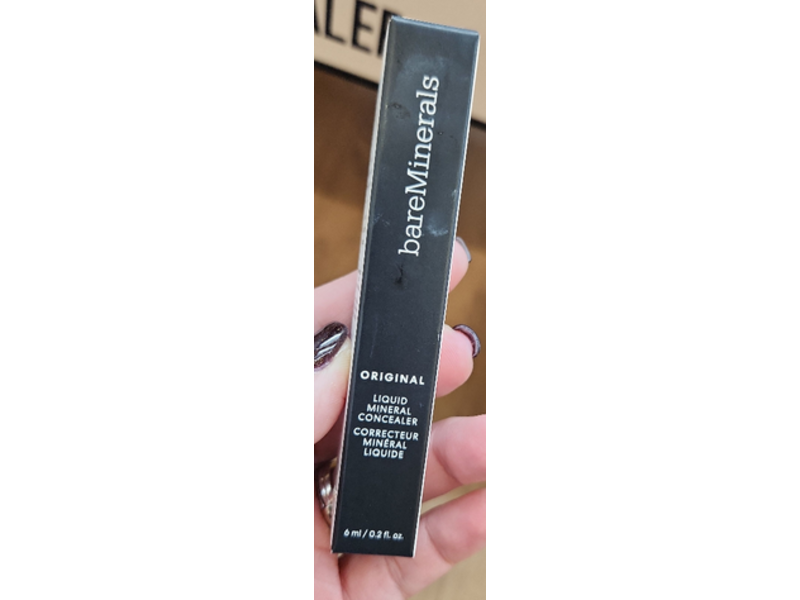 bareMinerals
ORIGINAL
LIQUID
MINERAL
CONCEALER
CORRECTEUR
MINÉRAL
LIQUIDE
6 ml / 0.2 fl. oz.